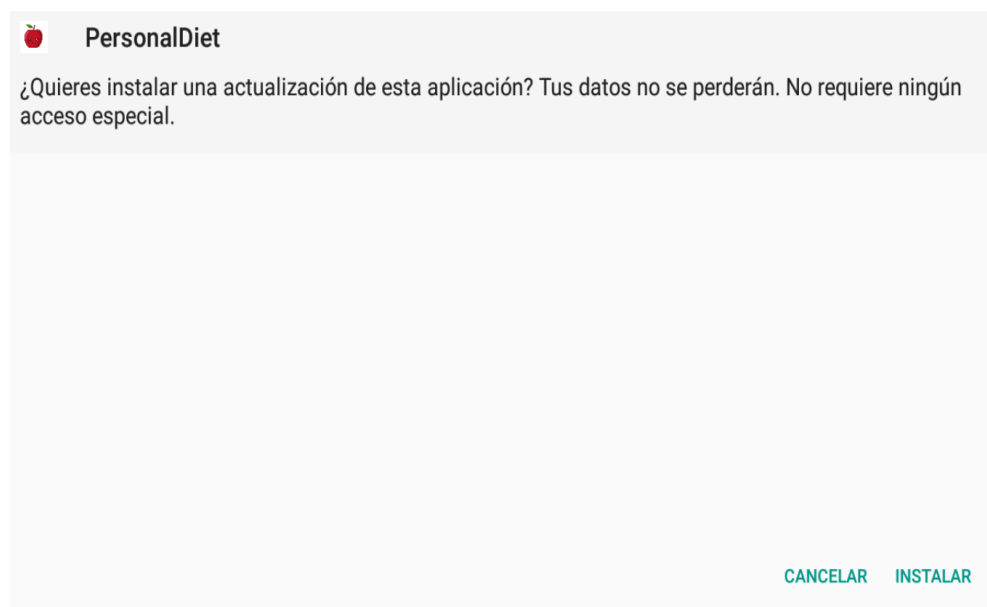 PersonalDiet
¿Quieres instalar una actualización de esta aplicación? Tus datos no se perderán. No requiere ningún
acceso especial.
CANCELAR INSTALAR